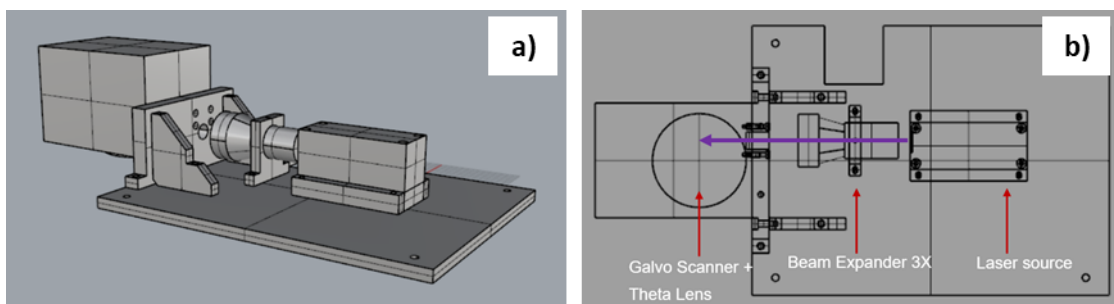 a)
b)
Galvo Scanner +
Theta Lens
Beam Expander 3X
Laser source